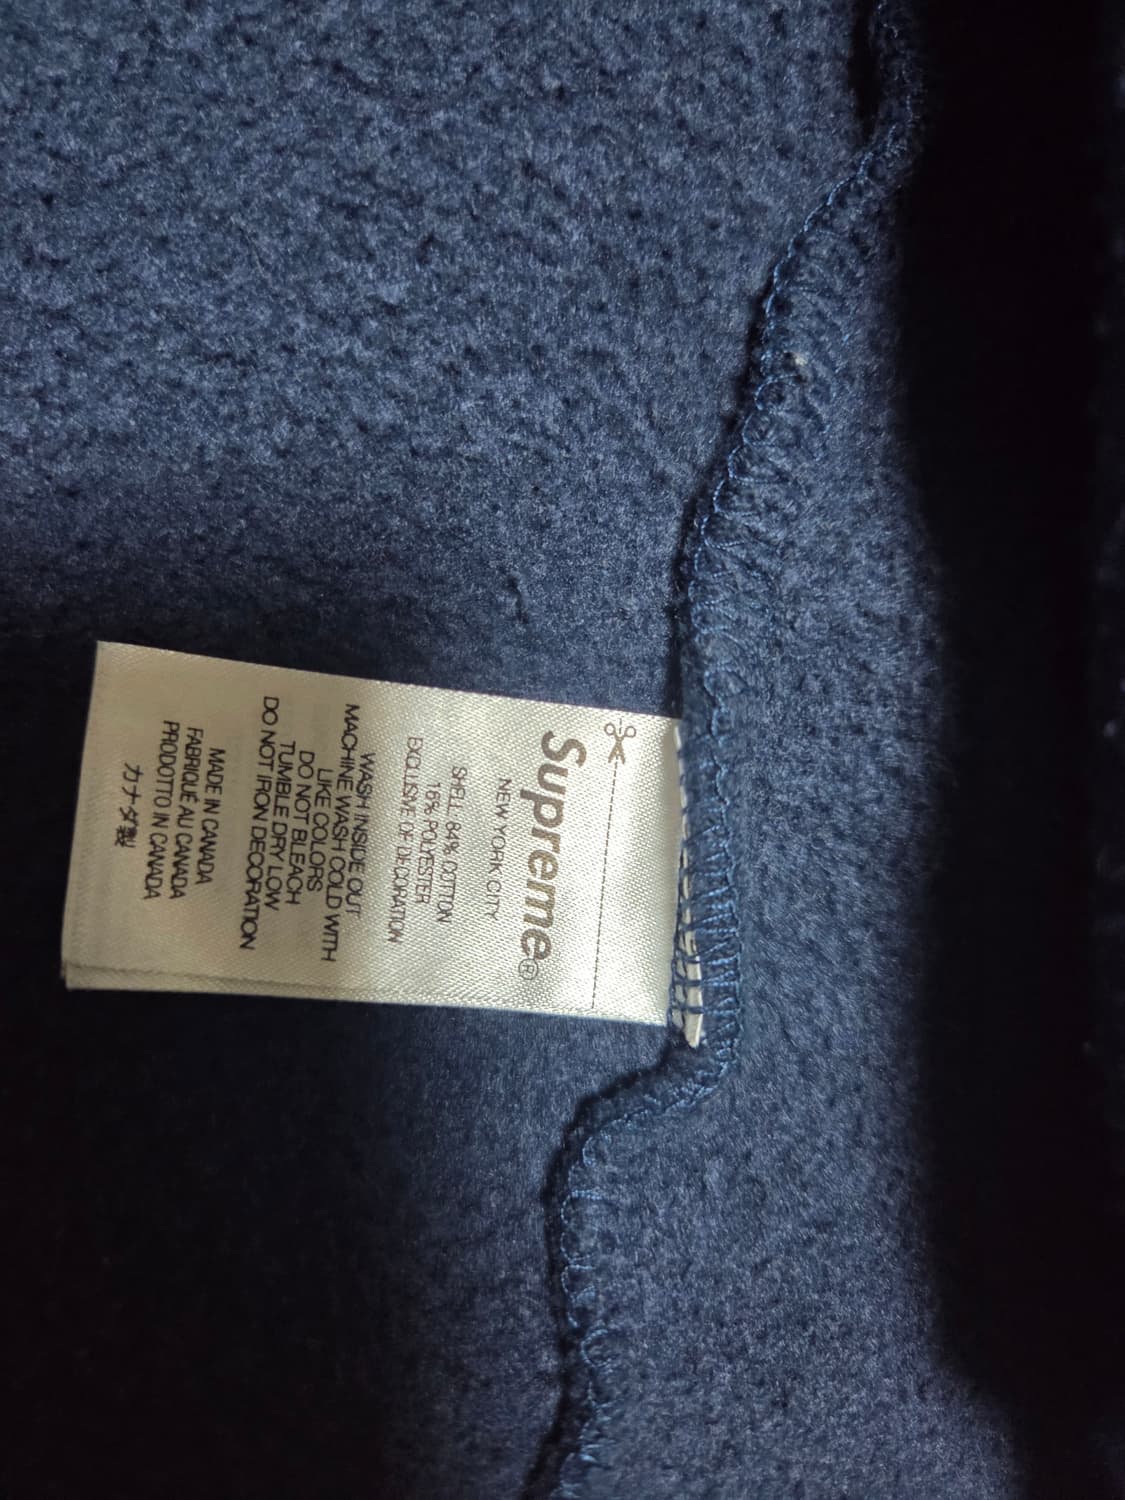 Supreme®
NEW YORK CITY
SHELL 84% COTTON
16% POLYESTER
EXCLUSIVE OF DECORATION
WASH INSIDE OUT
MACHINE WASH COLD WITH
LIKE COLORS
DO NOT BLEACH
TUMBLE DRY LOW
DO NOT IRON DECORATION
MADE IN CANADA
FABRIQUÉ AU CANADA
PRODOTTO IN CANADA
カナダ製